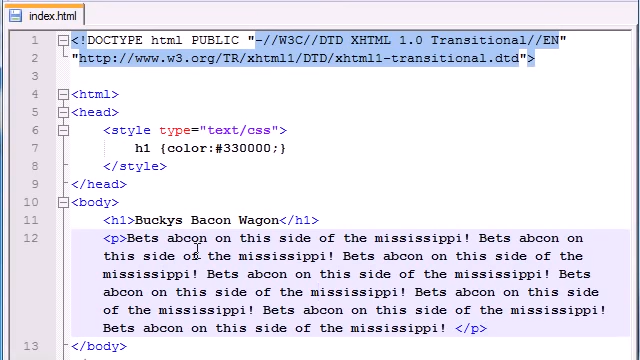 index.html
1 <!DOCTYPE html PUBLIC "-//W3C//DTD XHTML 1.0 Transitional//EN"
2 "http://www.w3.org/TR/xhtml1/DTD/xhtml1-transitional.dtd">
3
4 <html>
5 <head>
6 <style type="text/css">
7 h1 {color:#330000;}
8 </style>
9 </head>
10 <body>
11 <h1>Buckys Bacon Wagon</h1>
12 <p>Bets abcon on this side of the mississippi! Bets abcon on
this side of the mississippi! Bets abcon on this side of the
mississippi! Bets abcon on this side of the mississippi! Bets
abcon on this side of the mississippi! Bets abcon on this side
of the mississippi! Bets abcon on this side of the mississippi!
Bets abcon on this side of the mississippi! </p>
13 </body>